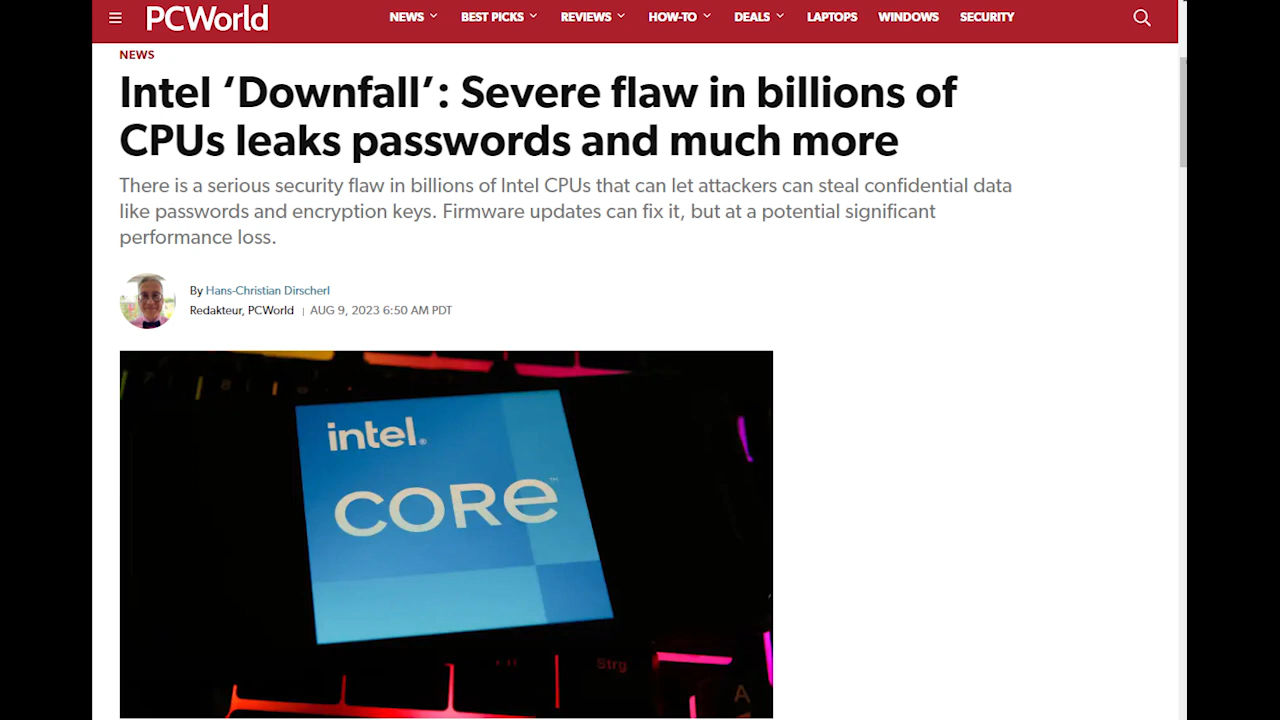 PCWorld
NEWS BEST PICKS REVIEWS HOW-TO DEALS LAPTOPS WINDOWS SECURITY
NEWS
Intel ‘Downfall’: Severe flaw in billions of
CPUs leaks passwords and much more
There is a serious security flaw in billions of Intel CPUs that can let attackers can steal confidential data
like passwords and encryption keys. Firmware updates can fix it, but at a potential significant
performance loss.
By Hans-Christian Dirscherl
Redakteur, PCWorld | AUG 9, 2023 6:50 AM PDT
intel®
CORE™
Strg
A